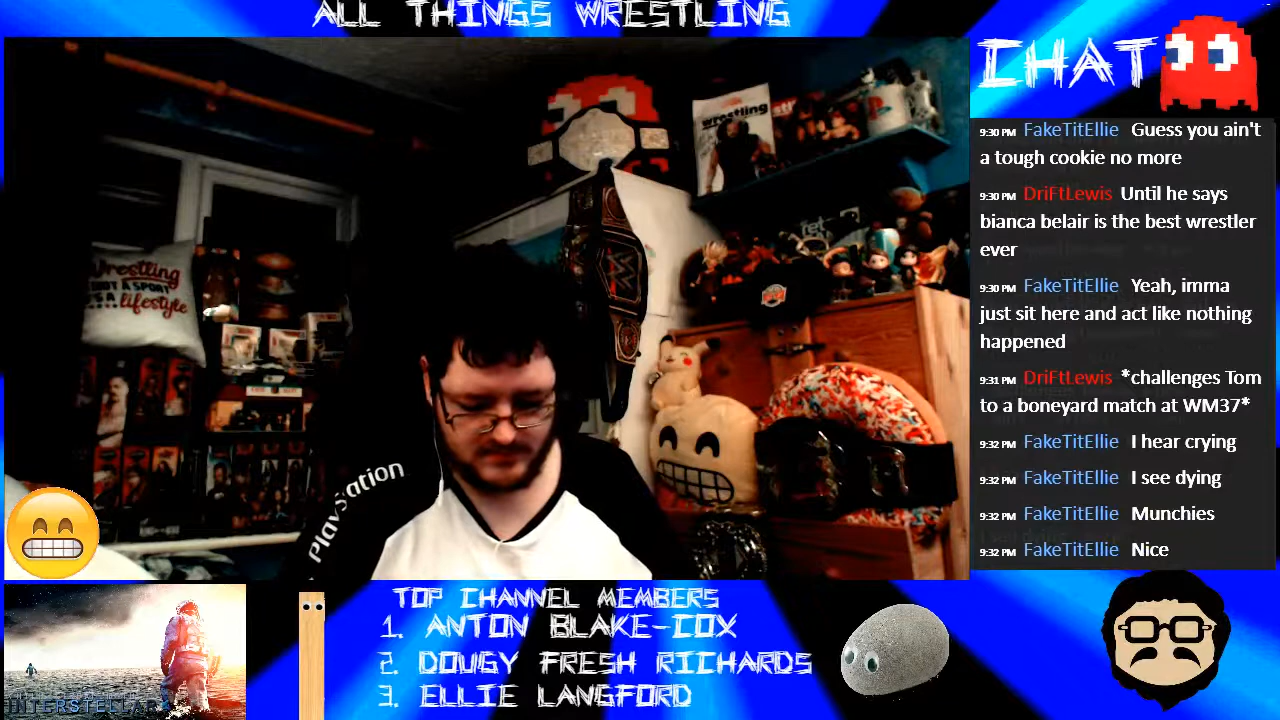 ALL THINGS WRESTLING
CHAT
9:30 PM FakeTitEllie Guess you ain't
a tough cookie no more
9:30 PM DriFtLewis Until he says
bianca belair is the best wrestler
ever
9:30 PM FakeTitEllie Yeah, imma
just sit here and act like nothing
happened
9:31 PM DriFtLewis *challenges Tom
to a boneyard match at WM37*
9:32 PM FakeTitEllie I hear crying
9:32 PM FakeTitEllie I see dying
9:32 PM FakeTitEllie Munchies
9:32 PM FakeTitEllie Nice
wrestling
Wrestling
NOT A SPORT
IT'S A lifestyle
PlayStation
INTERSTELLAR
TOP CHANNEL MEMBERS
1. ANTON BLAKE-COX
2. DOUGY FRESH RICHARDS
3. ELLIE LANGFORD